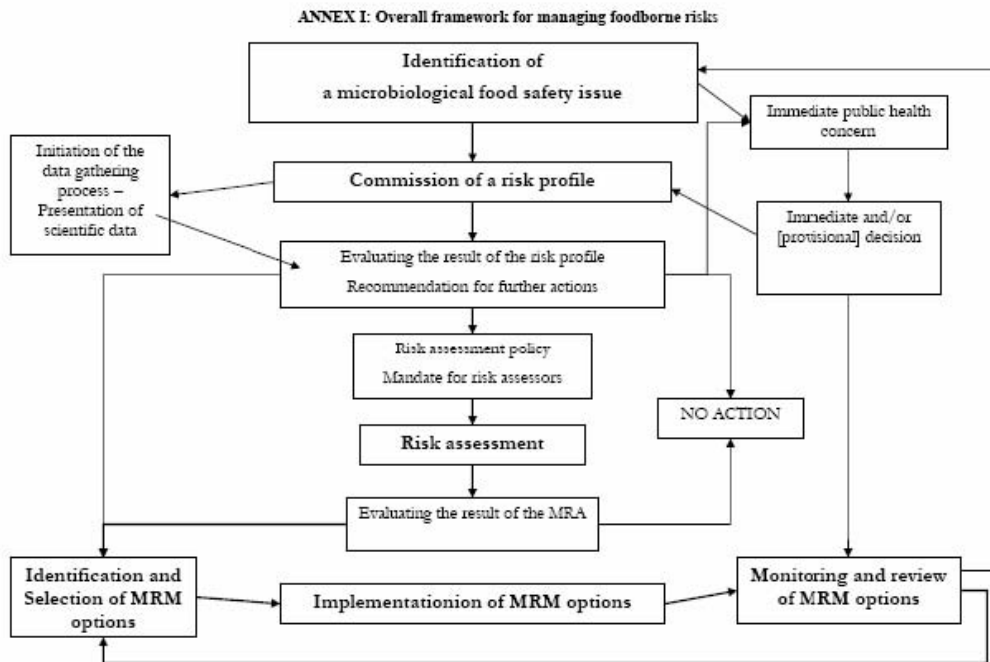 ANNEX I: Overall framework for managing foodborne risks
Identification of
a microbiological food safety issue
Immediate public health
concern
Initiation of the
data gathering
process –
Presentation of
scientific data
Commission of a risk profile
Immediate and/or
[provisional] decision
Evaluating the result of the risk profile
Recommendation for further actions
Risk assessment policy
Mandate for risk assessors
NO ACTION
Risk assessment
Evaluating the result of the MRA
Identification and
Selection of MRM
options
Implementationion of MRM options
Monitoring and review
of MRM options